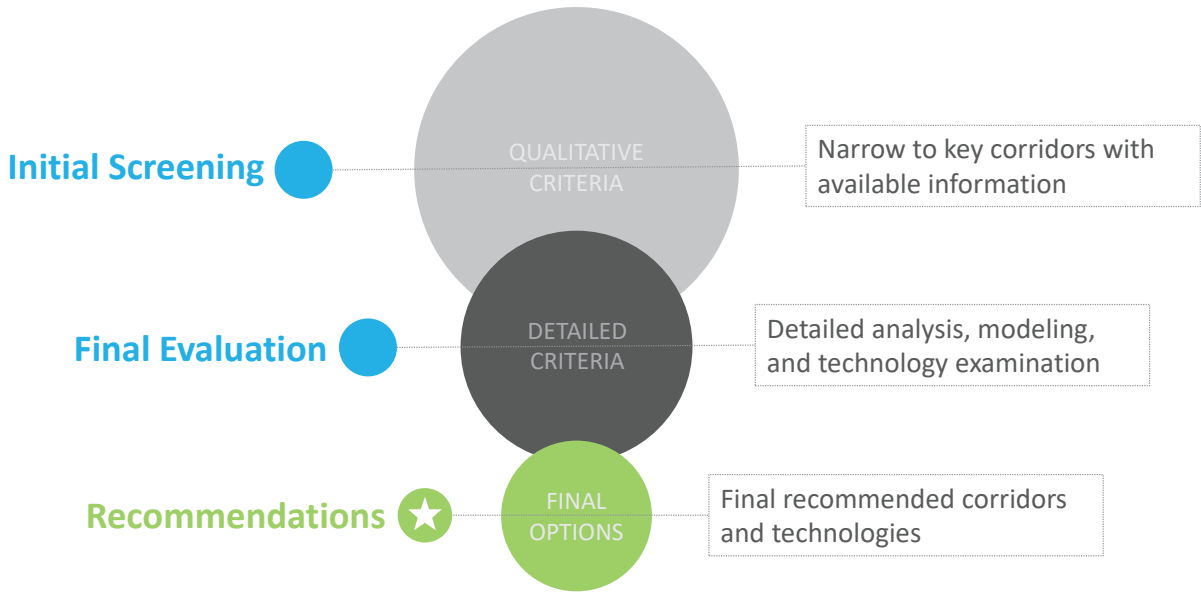 Initial Screening
QUALITATIVE
CRITERIA
Narrow to key corridors with
available information
Final Evaluation
DETAILED
CRITERIA
Detailed analysis, modeling,
and technology examination
Recommendations
FINAL
OPTIONS
Final recommended corridors
and technologies